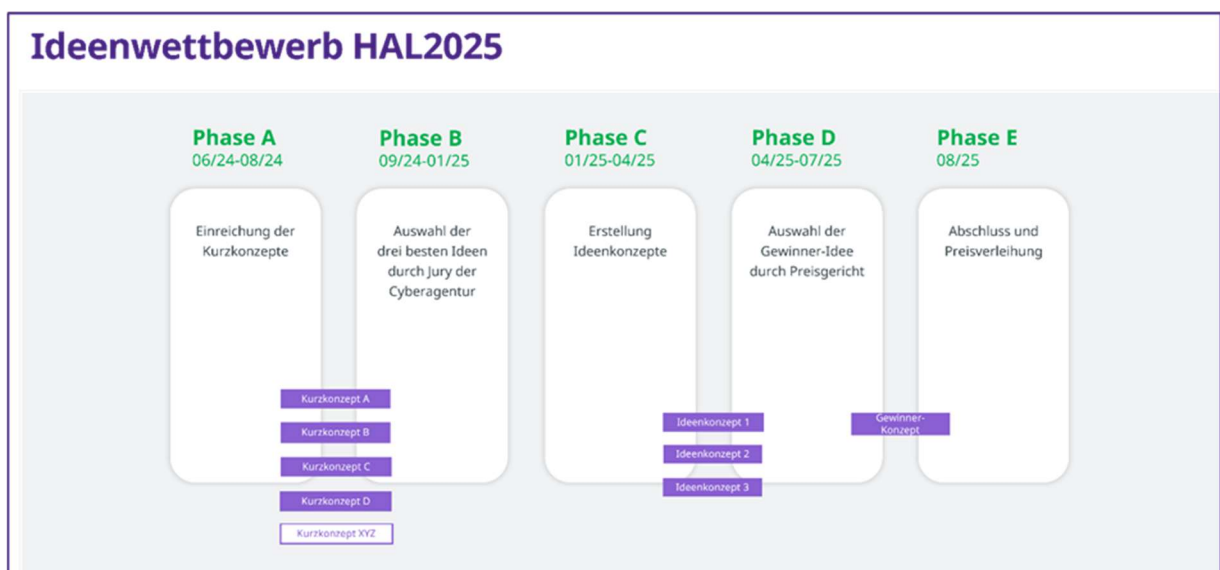 Ideenwettbewerb HAL2025
Phase A
06/24-08/24
Phase B
09/24-01/25
Phase C
01/25-04/25
Phase D
04/25-07/25
Phase E
08/25
Einreichung der
Kurzkonzepte
Auswahl der
drei besten Ideen
durch Jury der
Cyberagentur
Erstellung
Ideenkonzepte
Auswahl der
Gewinner-Idee
durch Preisgericht
Abschluss und
Preisverleihung
Kurzkonzept A
Kurzkonzept B
Kurzkonzept C
Kurzkonzept D
Kurzkonzept XYZ
Ideenkonzept 1
Ideenkonzept 2
Ideenkonzept 3
Gewinner-
Konzept